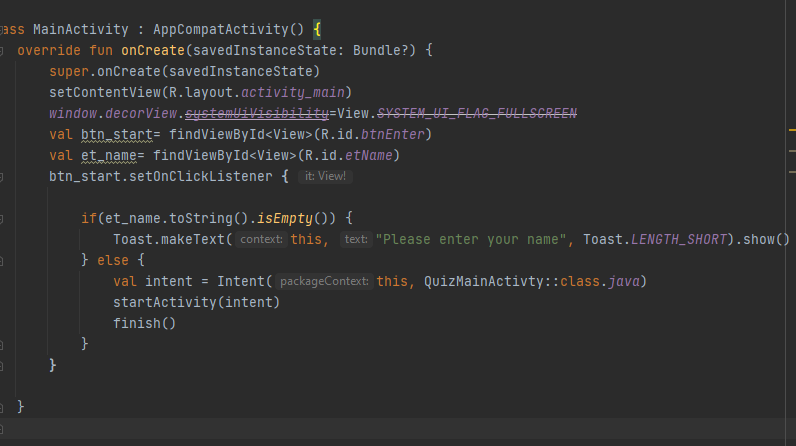 ass MainActivity : AppCompatActivity() {
override fun onCreate(savedInstanceState: Bundle?) {
super.onCreate(savedInstanceState)
setContentView(R.layout.activity_main)
window.decorView.systemUiVisibility=View.SYSTEM_UI_FLAG_FULLSCREEN
val btn_start= findViewById<View>(R.id.btnEnter)
val et_name= findViewById<View>(R.id.etName)
btn_start.setOnClickListener { it: View!
if(et_name.toString().isEmpty()) {
Toast.makeText( context: this, text: "Please enter your name", Toast.LENGTH_SHORT).show()
} else {
val intent = Intent( packageContext: this, QuizMainActivty::class.java)
startActivity(intent)
finish()
}
}
}